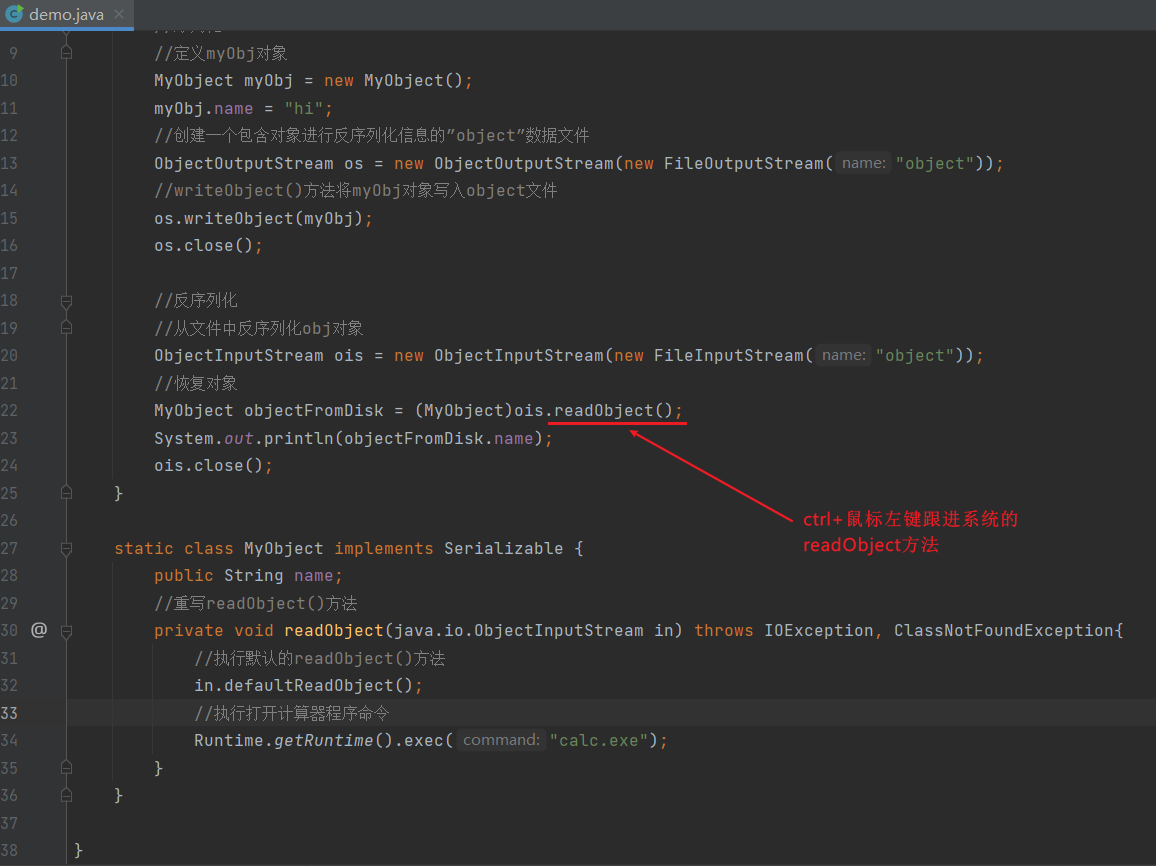 demo.java
9 //定义myObj对象
10 MyObject myObj = new MyObject();
11 myObj.name = "hi";
12 //创建一个包含对象进行反序列化信息的”object”数据文件
13 ObjectOutputStream os = new ObjectOutputStream(new FileOutputStream( name: "object"));
14 //writeObject()方法将myObj对象写入object文件
15 os.writeObject(myObj);
16 os.close();
17
18 //反序列化
19 //从文件中反序列化obj对象
20 ObjectInputStream ois = new ObjectInputStream(new FileInputStream( name: "object"));
21 //恢复对象
22 MyObject objectFromDisk = (MyObject)ois.readObject();
23 System.out.println(objectFromDisk.name);
24 ois.close();
25 }
26
ctrl+鼠标左键跟进系统的
readObject方法
27 static class MyObject implements Serializable {
28 public String name;
29 //重写readObject()方法
30 @ private void readObject(java.io.ObjectInputStream in) throws IOException, ClassNotFoundException{
31 //执行默认的readObject()方法
32 in.defaultReadObject();
33 //执行打开计算器程序命令
34 Runtime.getRuntime().exec( command: "calc.exe");
35 }
36 }
37
38 }